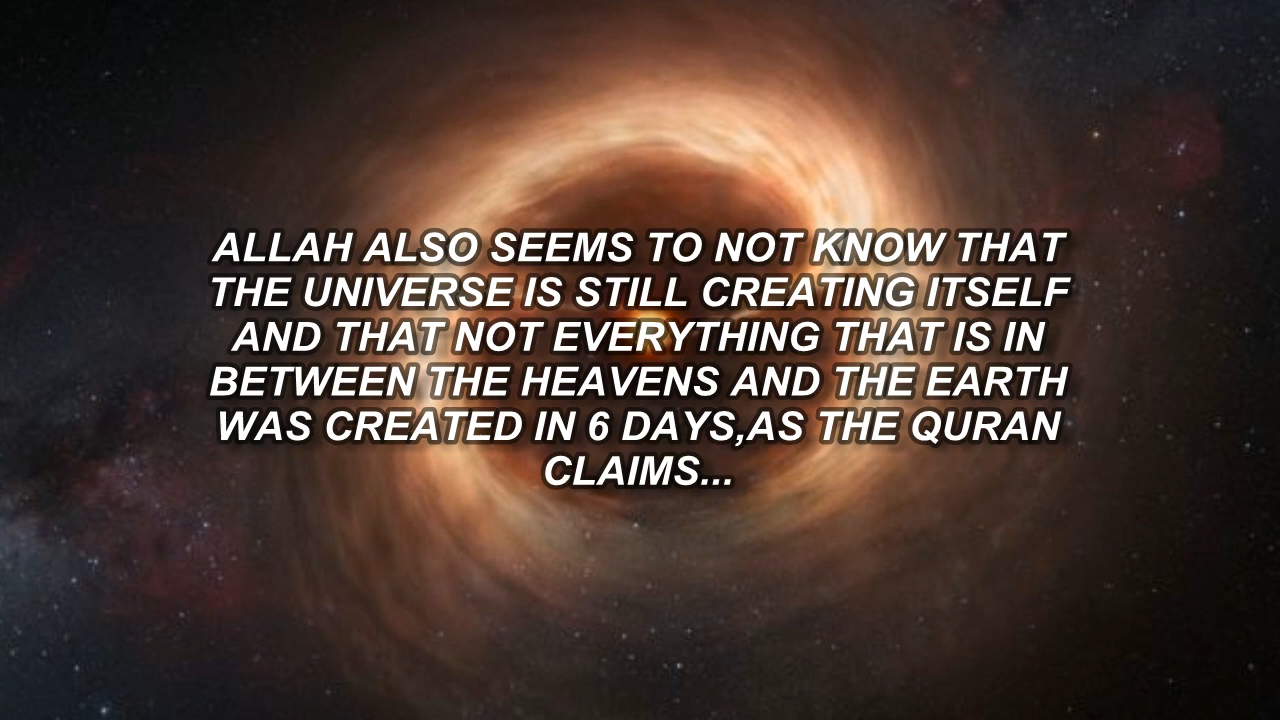 ALLAH ALSO SEEMS TO NOT KNOW THAT
THE UNIVERSE IS STILL CREATING ITSELF
AND THAT NOT EVERYTHING THAT IS IN
BETWEEN THE HEAVENS AND THE EARTH
WAS CREATED IN 6 DAYS,AS THE QURAN
CLAIMS...